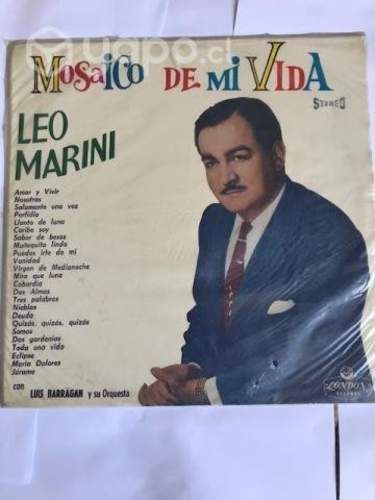 yapo.cl
MOSAICO DE MI VIDA
STEREO
LEO
MARINI
Amar y Vivir
Nosotros
Solamente una vez
Perfidia
Llanto de luna
Caribe soy
Sabor de besos
Muñequita linda
Puedes irte de mi
Vanidad
Virgen de Medianoche
Mira que luna
Cobardía
Dos Almas
Tres palabras
Nieblas
Deuda
Quizás, quizás, quizás
Somos
Dos gardenias
Toda una vida
Eclipse
María Dolores
Júrame
con LUIS BARRAGAN y su Orquesta
LONDON
RECORDS